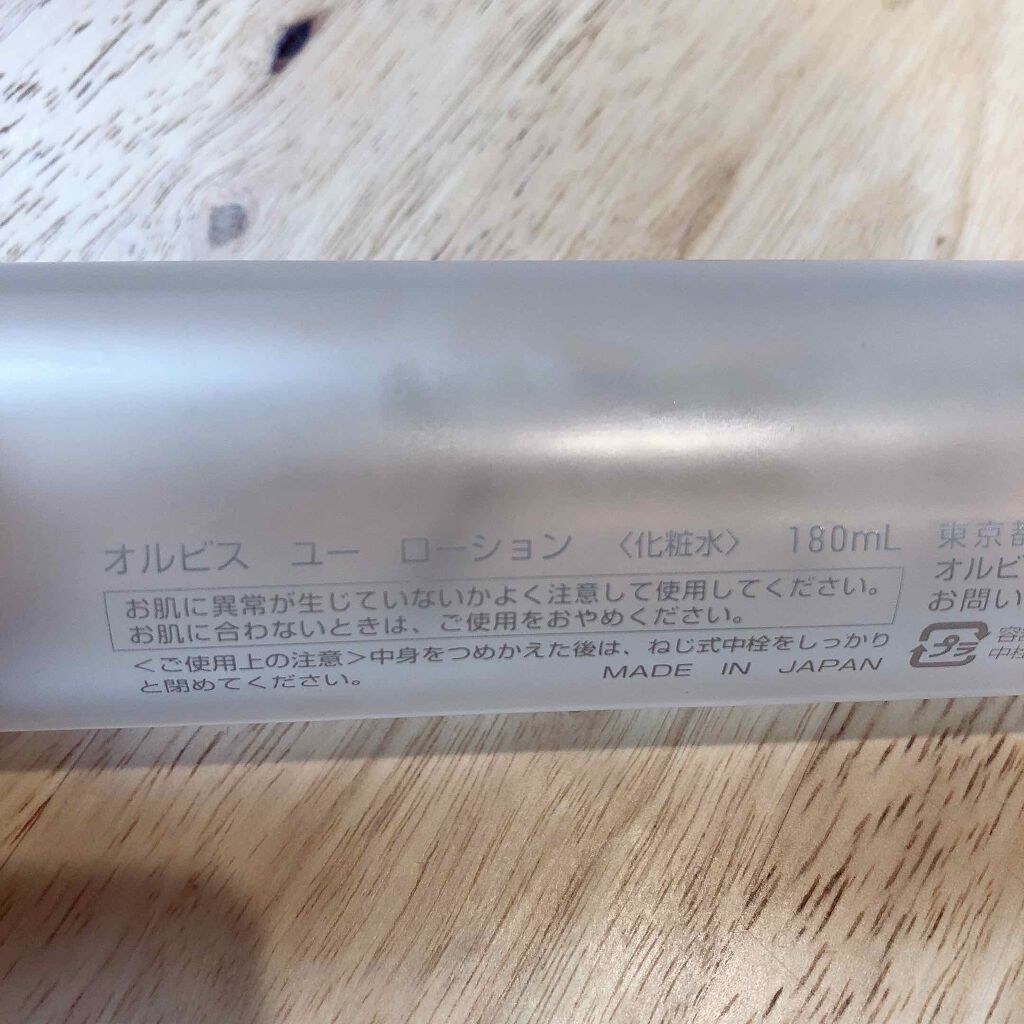 オルビス ユー ローション 〈化粧水〉 180mL
お肌に異常が生じていないかよく注意して使用してください。
お肌に合わないときは、ご使用をおやめください。
＜ご使用上の注意＞中身をつめかえた後は、ねじ式中栓をしっかり
と閉めてください。
MADE IN JAPAN
東京都
オルビ
お問い
プラ
容
中栓